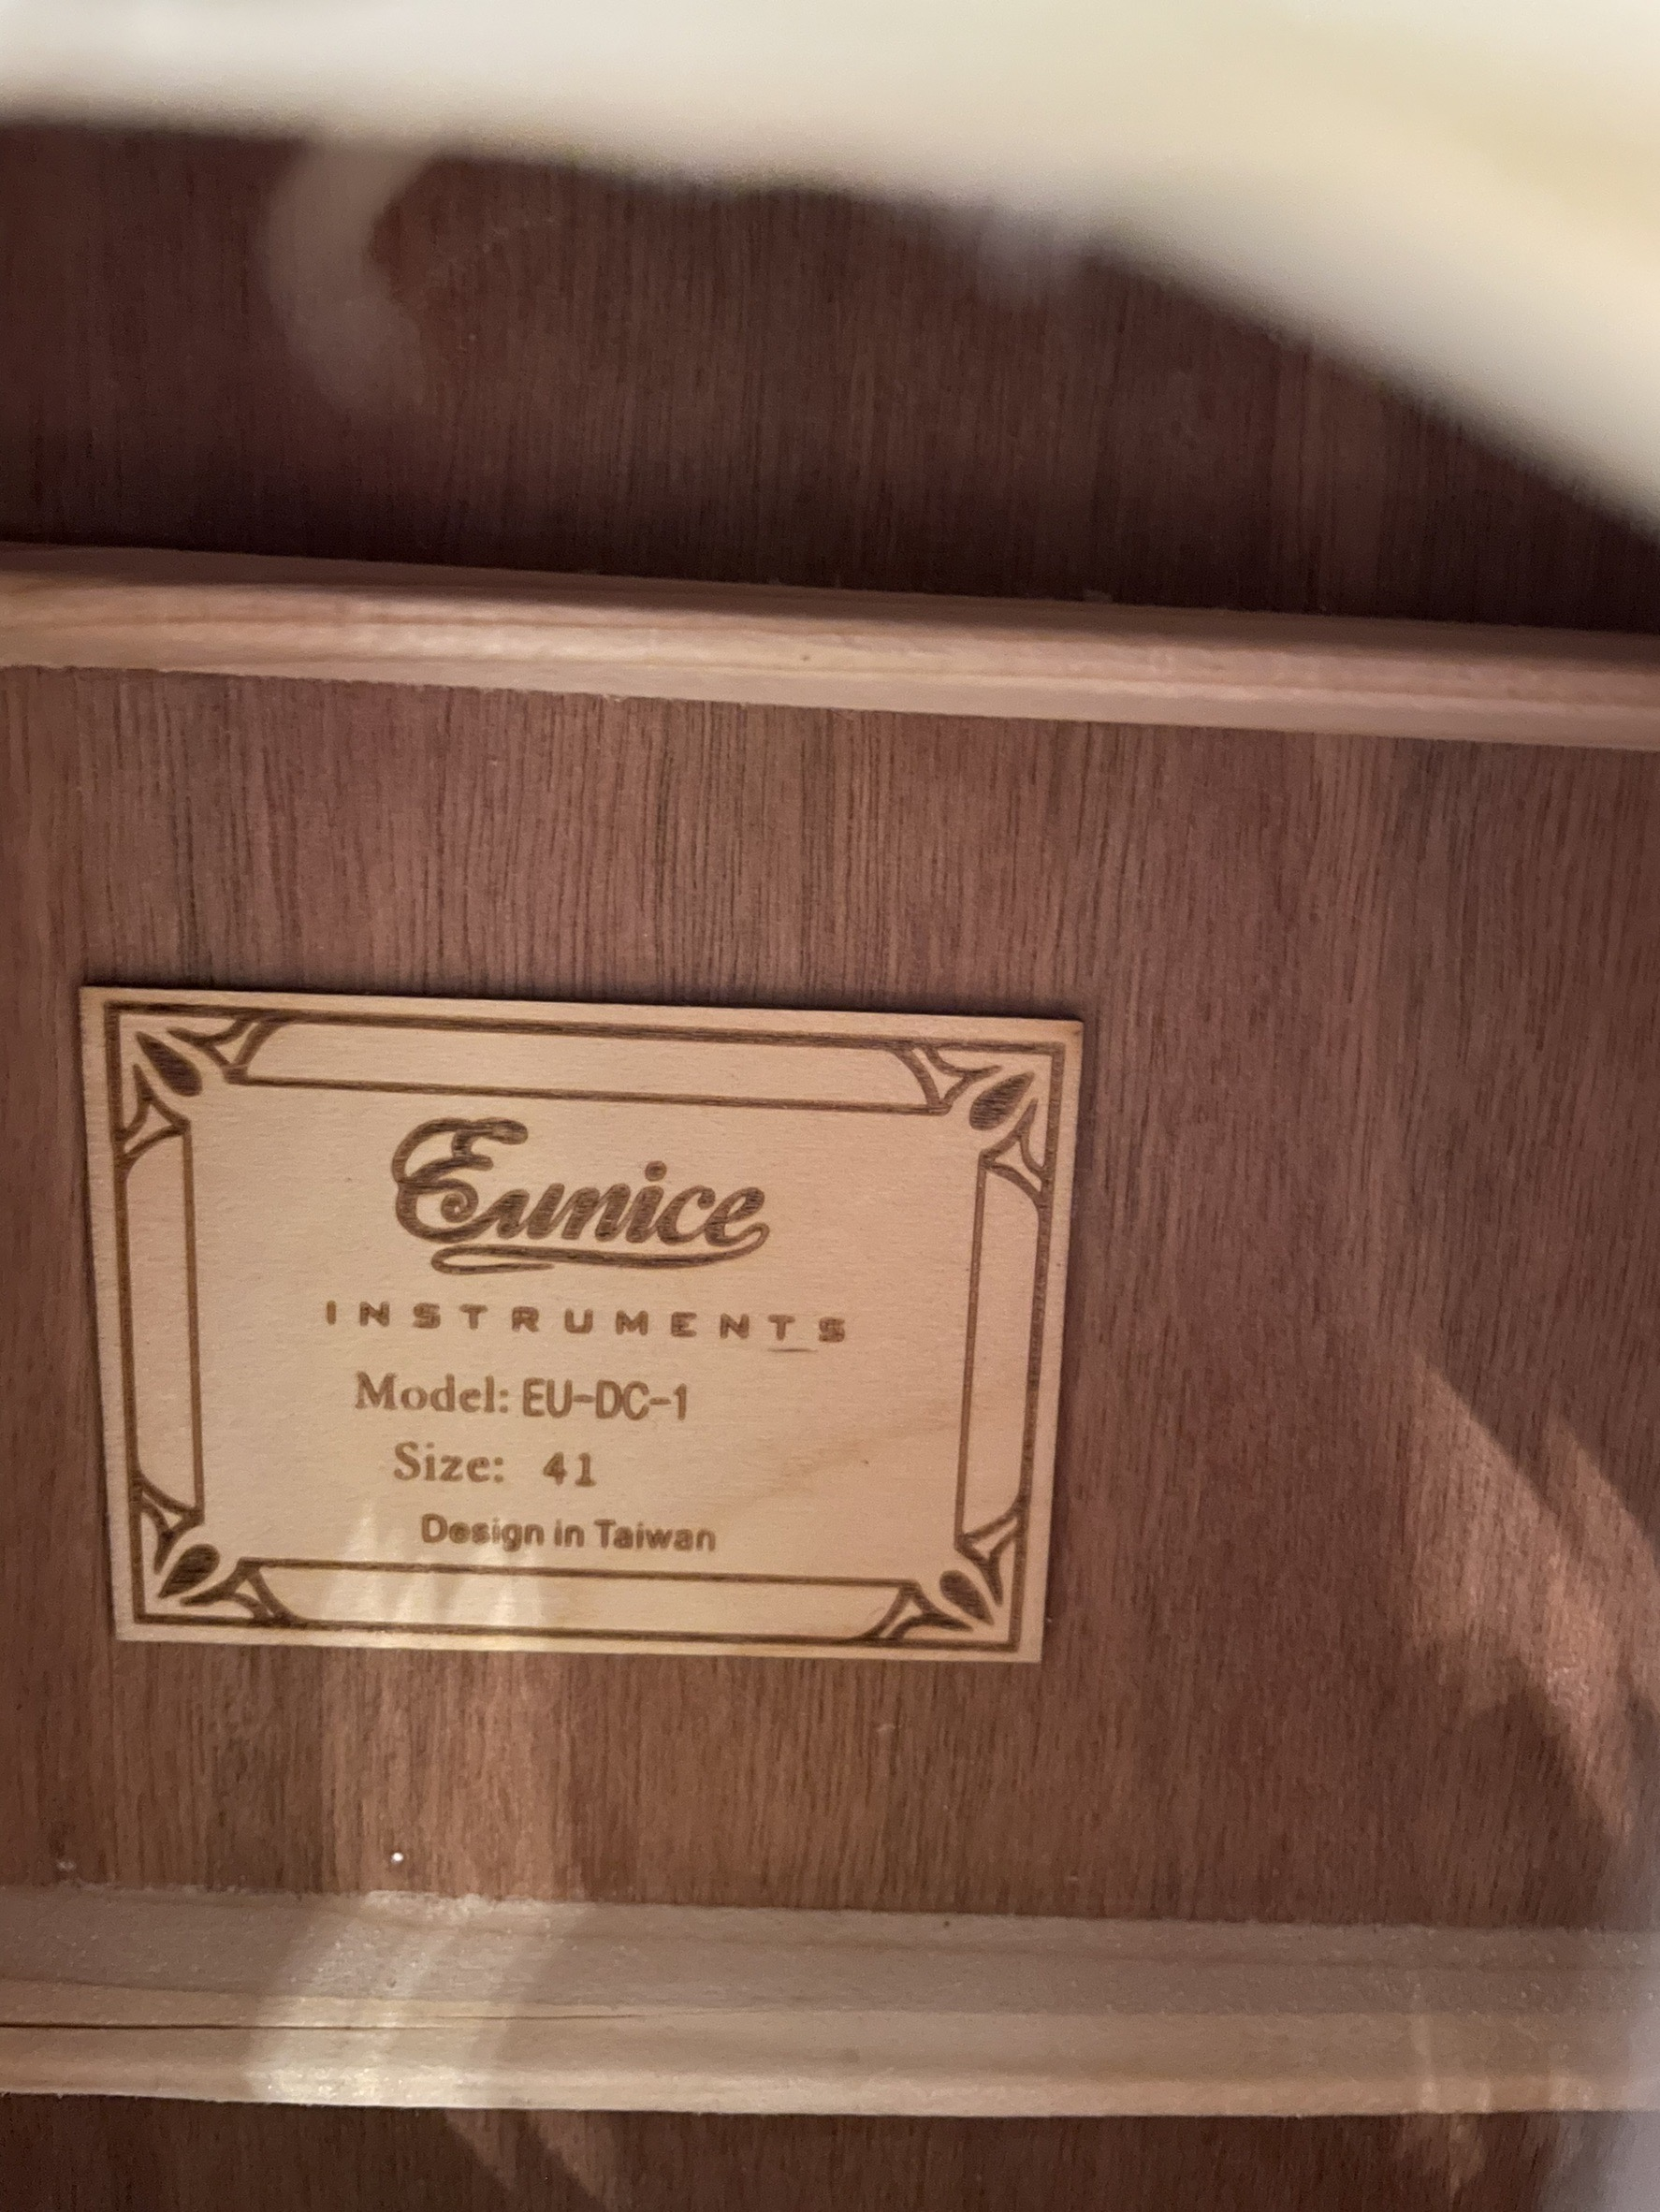 Eunice
INSTRUMENTS
Model: EU-DC-1
Size: 41
Design in Taiwan